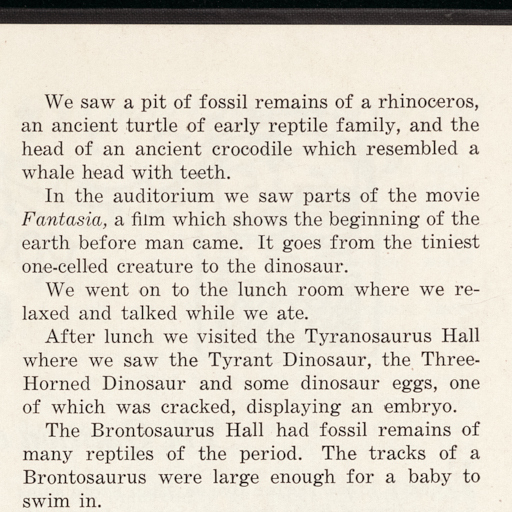 We saw a pit of fossil remains of a rhinoceros,
an ancient turtle of early reptile family, and the
head of an ancient crocodile which resembled a
whale head with teeth.
In the auditorium we saw parts of the movie
Fantasia, a film which shows the beginning of the
earth before man came. It goes from the tiniest
one-celled creature to the dinosaur.
We went on to the lunch room where we re-
laxed and talked while we ate.
After lunch we visited the Tyranosaurus Hall
where we saw the Tyrant Dinosaur, the Three-
Horned Dinosaur and some dinosaur eggs, one
of which was cracked, displaying an embryo.
The Brontosaurus Hall had fossil remains of
many reptiles of the period. The tracks of a
Brontosaurus were large enough for a baby to
swim in.